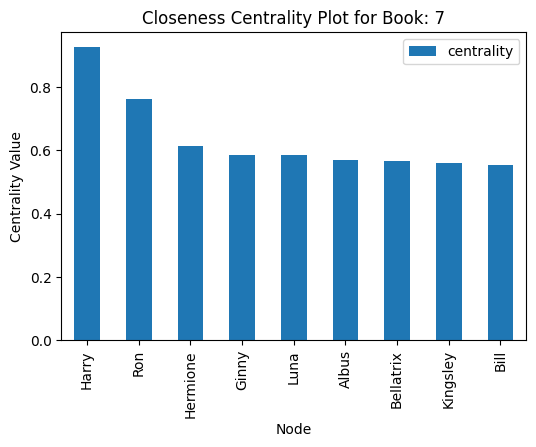 Closeness Centrality Plot for Book: 7
centrality
Centrality Value
0.8
0.6
0.4
0.2
0.0
Harry
Ron
Hermione
Ginny
Luna
Albus
Bellatrix
Kingsley
Bill
Node